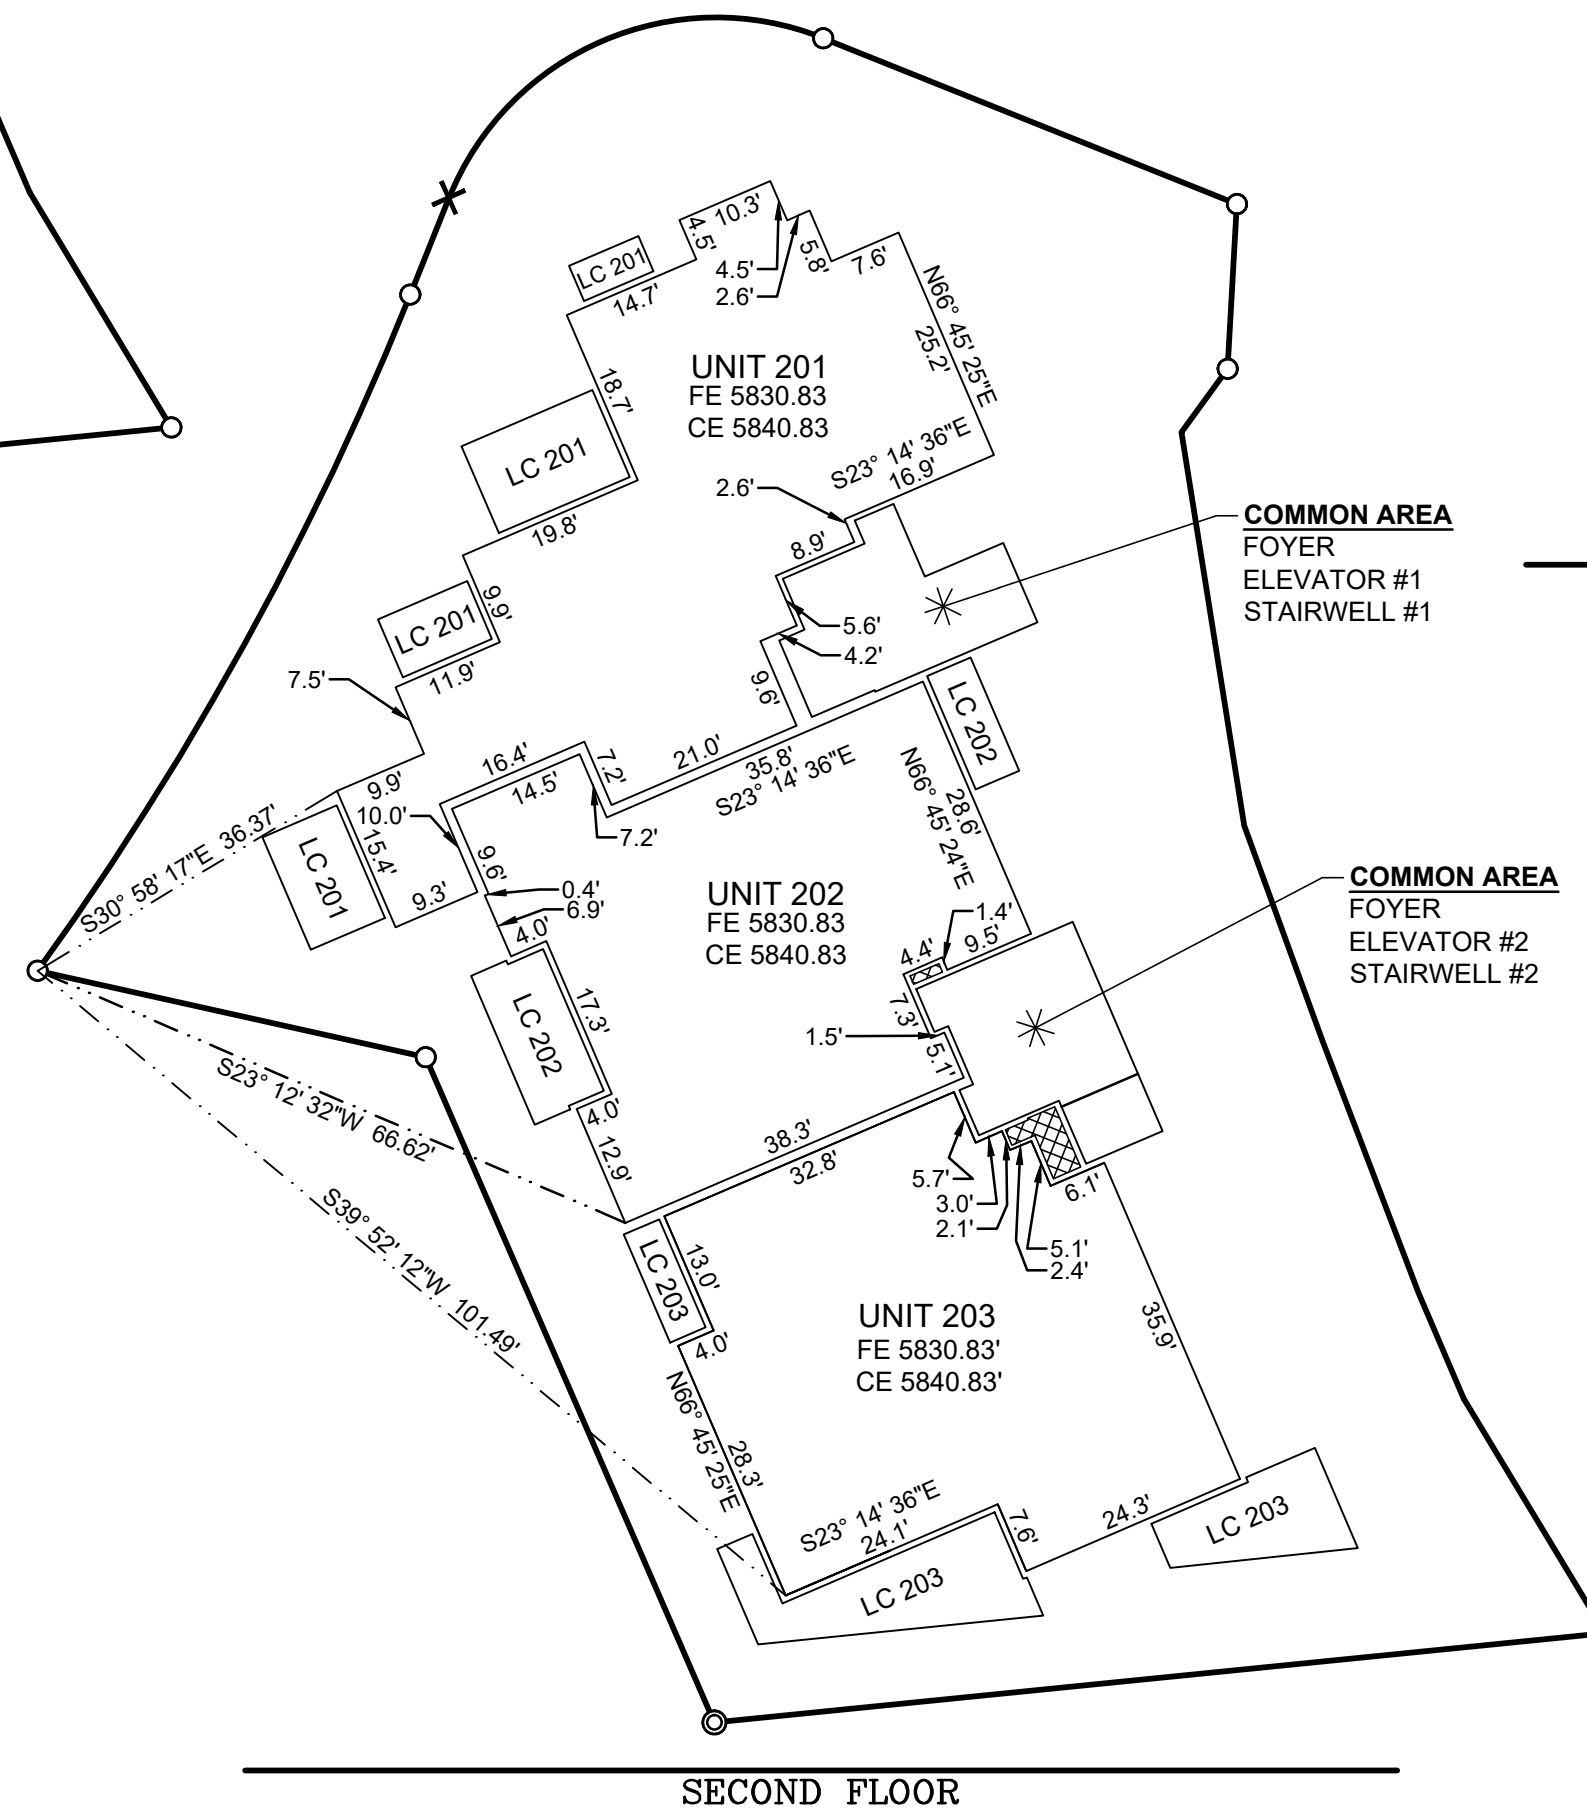 10.3'
4.5'
LC 201
14.7'
4.5'
2.6'
5.8'
7.6'
N66° 45' 25"E
25.2'
UNIT 201
FE 5830.83
CE 5840.83
18.7'
LC 201
S23° 14' 36"E
16.9'
2.6'
19.8'
8.9'
COMMON AREA
FOYER
ELEVATOR #1
STAIRWELL #1
9.9'
LC 201
5.6'
4.2'
7.5'
11.9'
9.6'
LC 202
16.4'
7.2'
21.0'
35.8'
S23° 14' 36"E
N66° 45' 24"E
28.6'
9.9'
14.5'
10.0'
7.2'
S30° 58' 17"E 36.37'
LC 201
15.4'
9.6'
9.3'
0.4'
6.9'
4.0'
UNIT 202
FE 5830.83
CE 5840.83
COMMON AREA
FOYER
ELEVATOR #2
STAIRWELL #2
1.4'
4.4'
9.5'
7.3'
1.5'
5.1'
LC 202
17.3'
S23° 12' 32"W 66.62'
4.0'
12.9'
38.3'
32.8'
5.7'
3.0'
2.1'
6.1'
5.1'
2.4'
S39° 52' 12"W 101.49'
LC 203
13.0'
4.0'
UNIT 203
FE 5830.83'
CE 5840.83'
35.9'
N66° 45' 25"E
28.3'
S23° 14' 36"E
24.1'
7.6'
24.3'
LC 203
LC 203
SECOND FLOOR